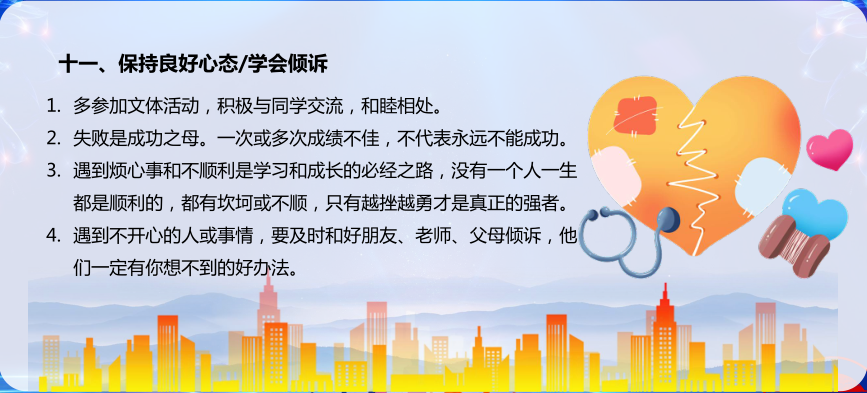 十一、保持良好心态/学会倾诉
1. 多参加文体活动，积极与同学交流，和睦相处。
2. 失败是成功之母。一次或多次成绩不佳，不代表永远不能成功。
3. 遇到烦心事和不顺利是学习和成长的必经之路，没有一个人一生
都是顺利的，都有坎坷或不顺，只有越挫越勇才是真正的强者。
4. 遇到不开心的人或事情，要及时和好朋友、老师、父母倾诉，他
们一定有你想不到的好办法。